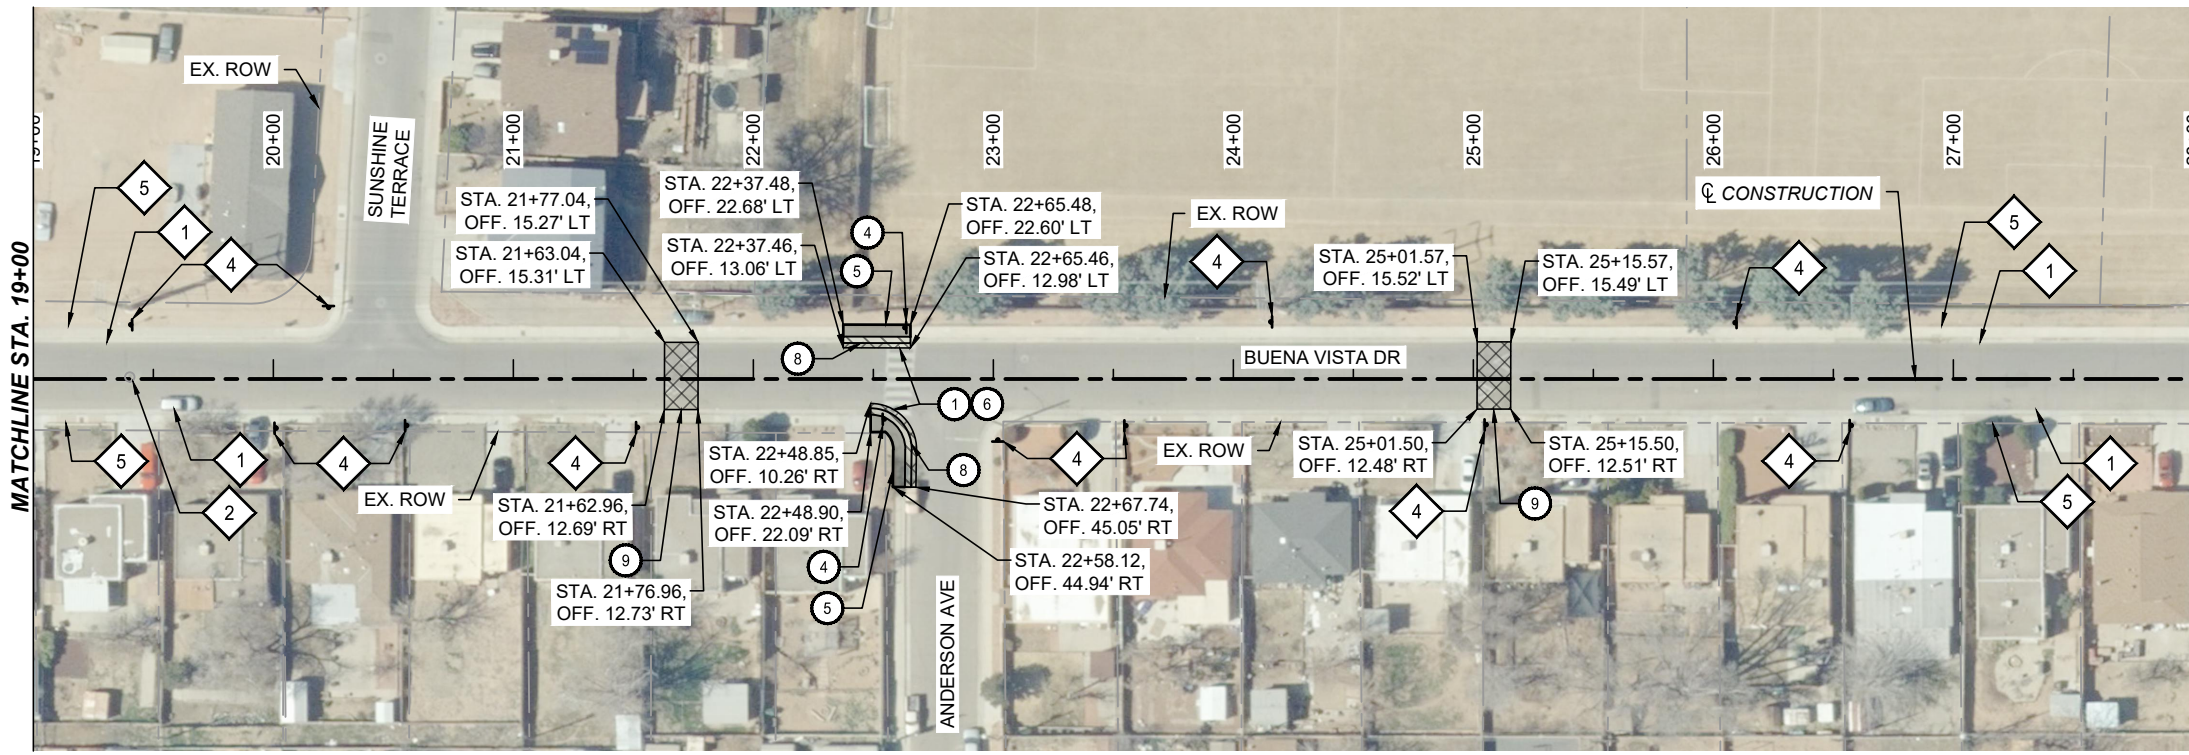 MATCHLINE STA. 19+00
EX. ROW
SUNSHINE
TERRACE
20+00
21+00
22+00
23+00
24+00
25+00
26+00
27+00
5
1
4
STA. 21+77.04,
OFF. 15.27' LT
STA. 21+63.04,
OFF. 15.31' LT
STA. 22+37.48,
OFF. 22.68' LT
STA. 22+37.46,
OFF. 13.06' LT
4
5
STA. 22+65.48,
OFF. 22.60' LT
STA. 22+65.46,
OFF. 12.98' LT
EX. ROW
4
STA. 25+01.57,
OFF. 15.52' LT
STA. 25+15.57,
OFF. 15.49' LT
℄ CONSTRUCTION
4
5
1
8
BUENA VISTA DR
1
6
5
1
2
4
EX. ROW
4
STA. 21+62.96,
OFF. 12.69' RT
9
STA. 21+76.96,
OFF. 12.73' RT
STA. 22+48.85,
OFF. 10.26' RT
STA. 22+48.90,
OFF. 22.09' RT
4
5
8
STA. 22+67.74,
OFF. 45.05' RT
STA. 22+58.12,
OFF. 44.94' RT
ANDERSON AVE
4
EX. ROW
STA. 25+01.50,
OFF. 12.48' RT
4
STA. 25+15.50,
OFF. 12.51' RT
9
4
1
5